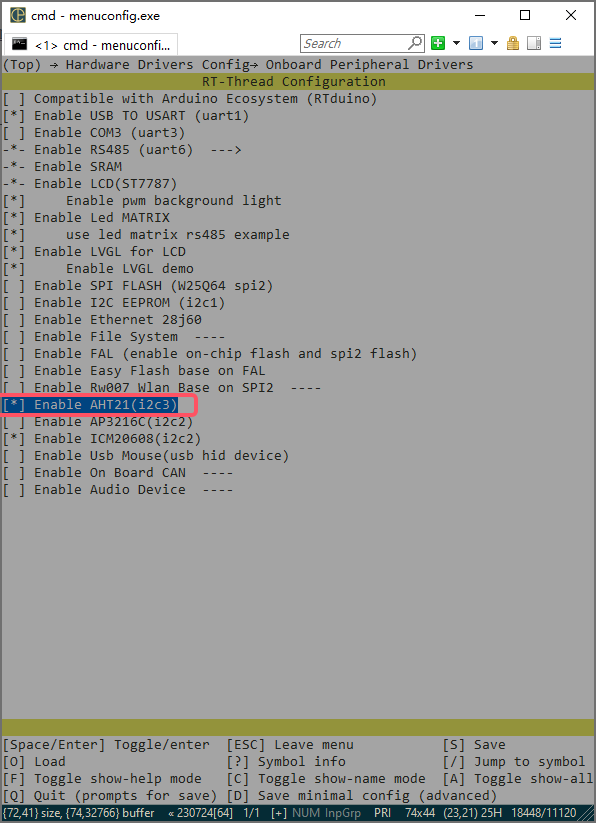 cmd - menuconfig.exe
<1> cmd - menuconfi...
Search
(Top) → Hardware Drivers Config→ Onboard Peripheral Drivers
RT-Thread Configuration
[ ] Compatible with Arduino Ecosystem (RTduino)
[*] Enable USB TO USART (uart1)
[ ] Enable COM3 (uart3)
-*- Enable RS485 (uart6)  --->
-*- Enable SRAM
-*- Enable LCD(ST7787)
[*]     Enable pwm background light
[*] Enable Led MATRIX
[*]     use led matrix rs485 example
[*] Enable LVGL for LCD
[*]     Enable LVGL demo
[ ] Enable SPI FLASH (W25Q64 spi2)
[ ] Enable I2C EEPROM (i2c1)
[ ] Enable Ethernet 28j60
[ ] Enable File System  ----
[ ] Enable FAL (enable on-chip flash and spi2 flash)
[ ] Enable Easy Flash base on FAL
[ ] Enable Rw007 Wlan Base on SPI2  ----
[*] Enable AHT21(i2c3)
[ ] Enable AP3216C(i2c2)
[*] Enable ICM20608(i2c2)
[ ] Enable Usb Mouse(usb hid device)
[ ] Enable On Board CAN  ----
[ ] Enable Audio Device  ----
[Space/Enter] Toggle/enter  [ESC] Leave menu  [S] Save
[O] Load  [?] Symbol info  [/] Jump to symbol
[F] Toggle show-help mode  [C] Toggle show-name mode  [A] Toggle show-all
[Q] Quit (prompts for save)  [D] Save minimal config (advanced)
{72,41} size, {74,32766} buffer  « 230724[64]  1/1  [+] NUM InpGrp  PRI  74x44  (23,21) 25H  18448/11120